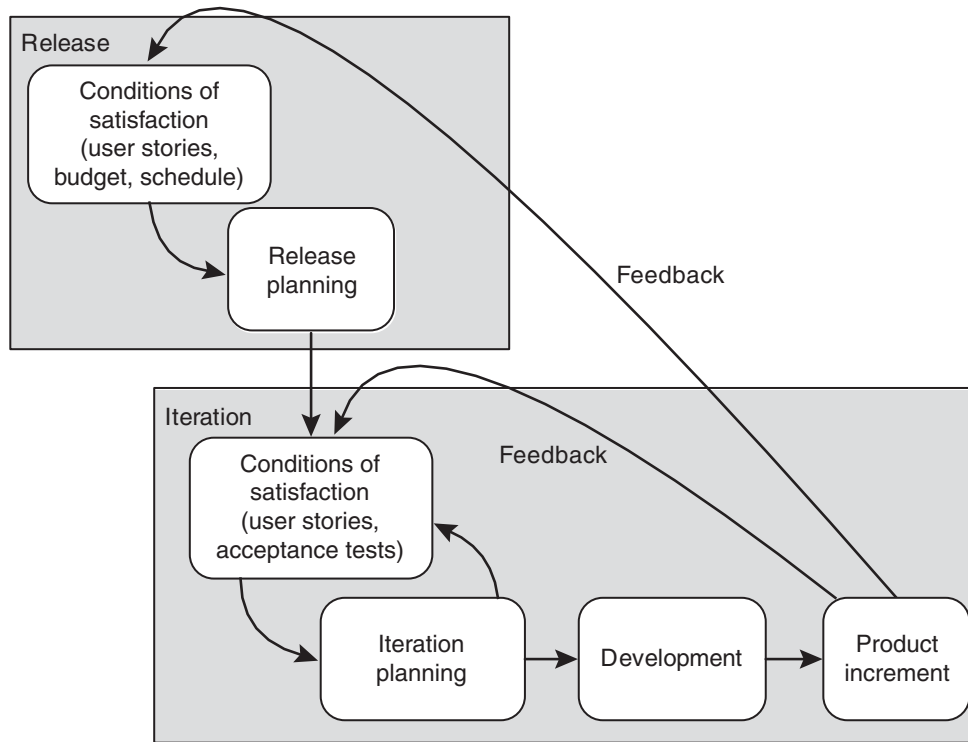 Release
Conditions of
satisfaction
(user stories,
budget, schedule)
Release
planning
Feedback
Iteration
Conditions of
satisfaction
(user stories,
acceptance tests)
Feedback
Iteration
planning
Development
Product
increment